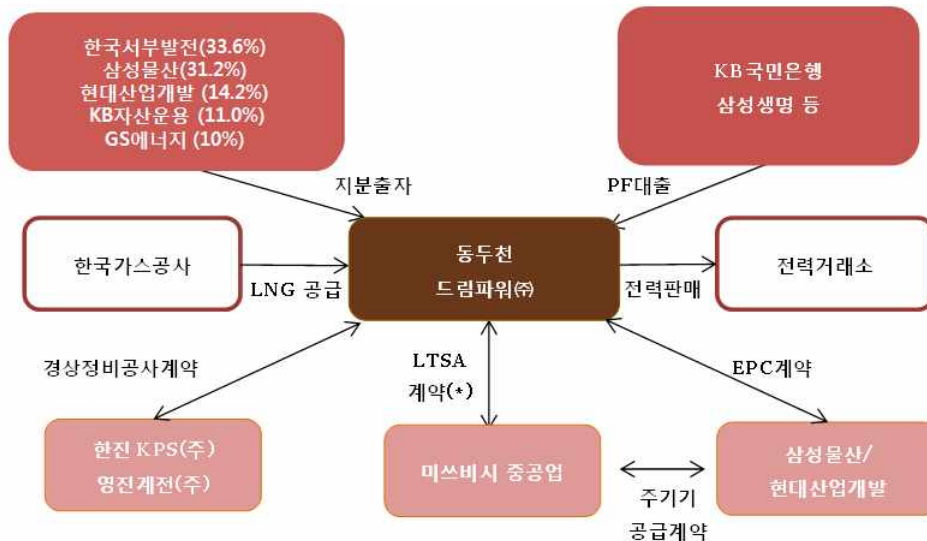 한국서부발전(33.6%)
삼성물산(31.2%)
현대산업개발 (14.2%)
KB자산운용 (11.0%)
GS에너지 (10%)
KB국민은행
삼성생명 등
지분출자
PF대출
한국가스공사
LNG 공급
동두천
드림파워㈜
전력판매
전력거래소
경상정비공사계약
LTSA
계약(*)
EPC계약
한진 KPS(주)
영진계전(주)
미쓰비시 중공업
주기기
공급계약
삼성물산/
현대산업개발